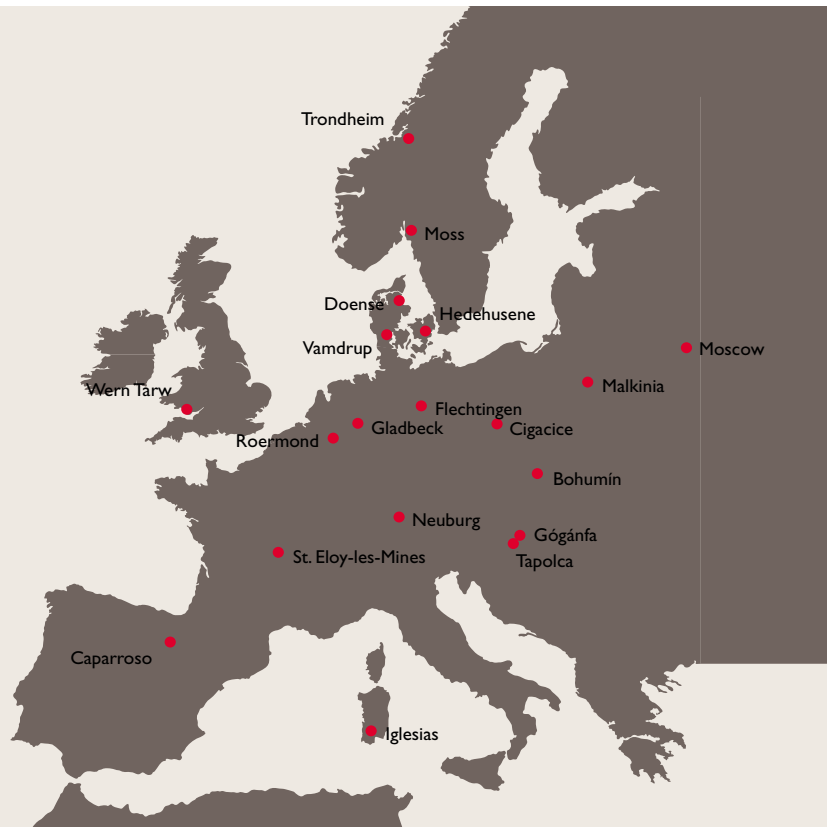 Trondheim
Moss
Doense
Hedehusene
Vamdrup
Moscow
Malkinia
Wern Tarw
Flechtingen
Gladbeck
Cigacice
Roermond
Bohumín
Neuburg
Gógánfa
St. Eloy-les-Mines
Tapolca
Caparroso
Iglesias